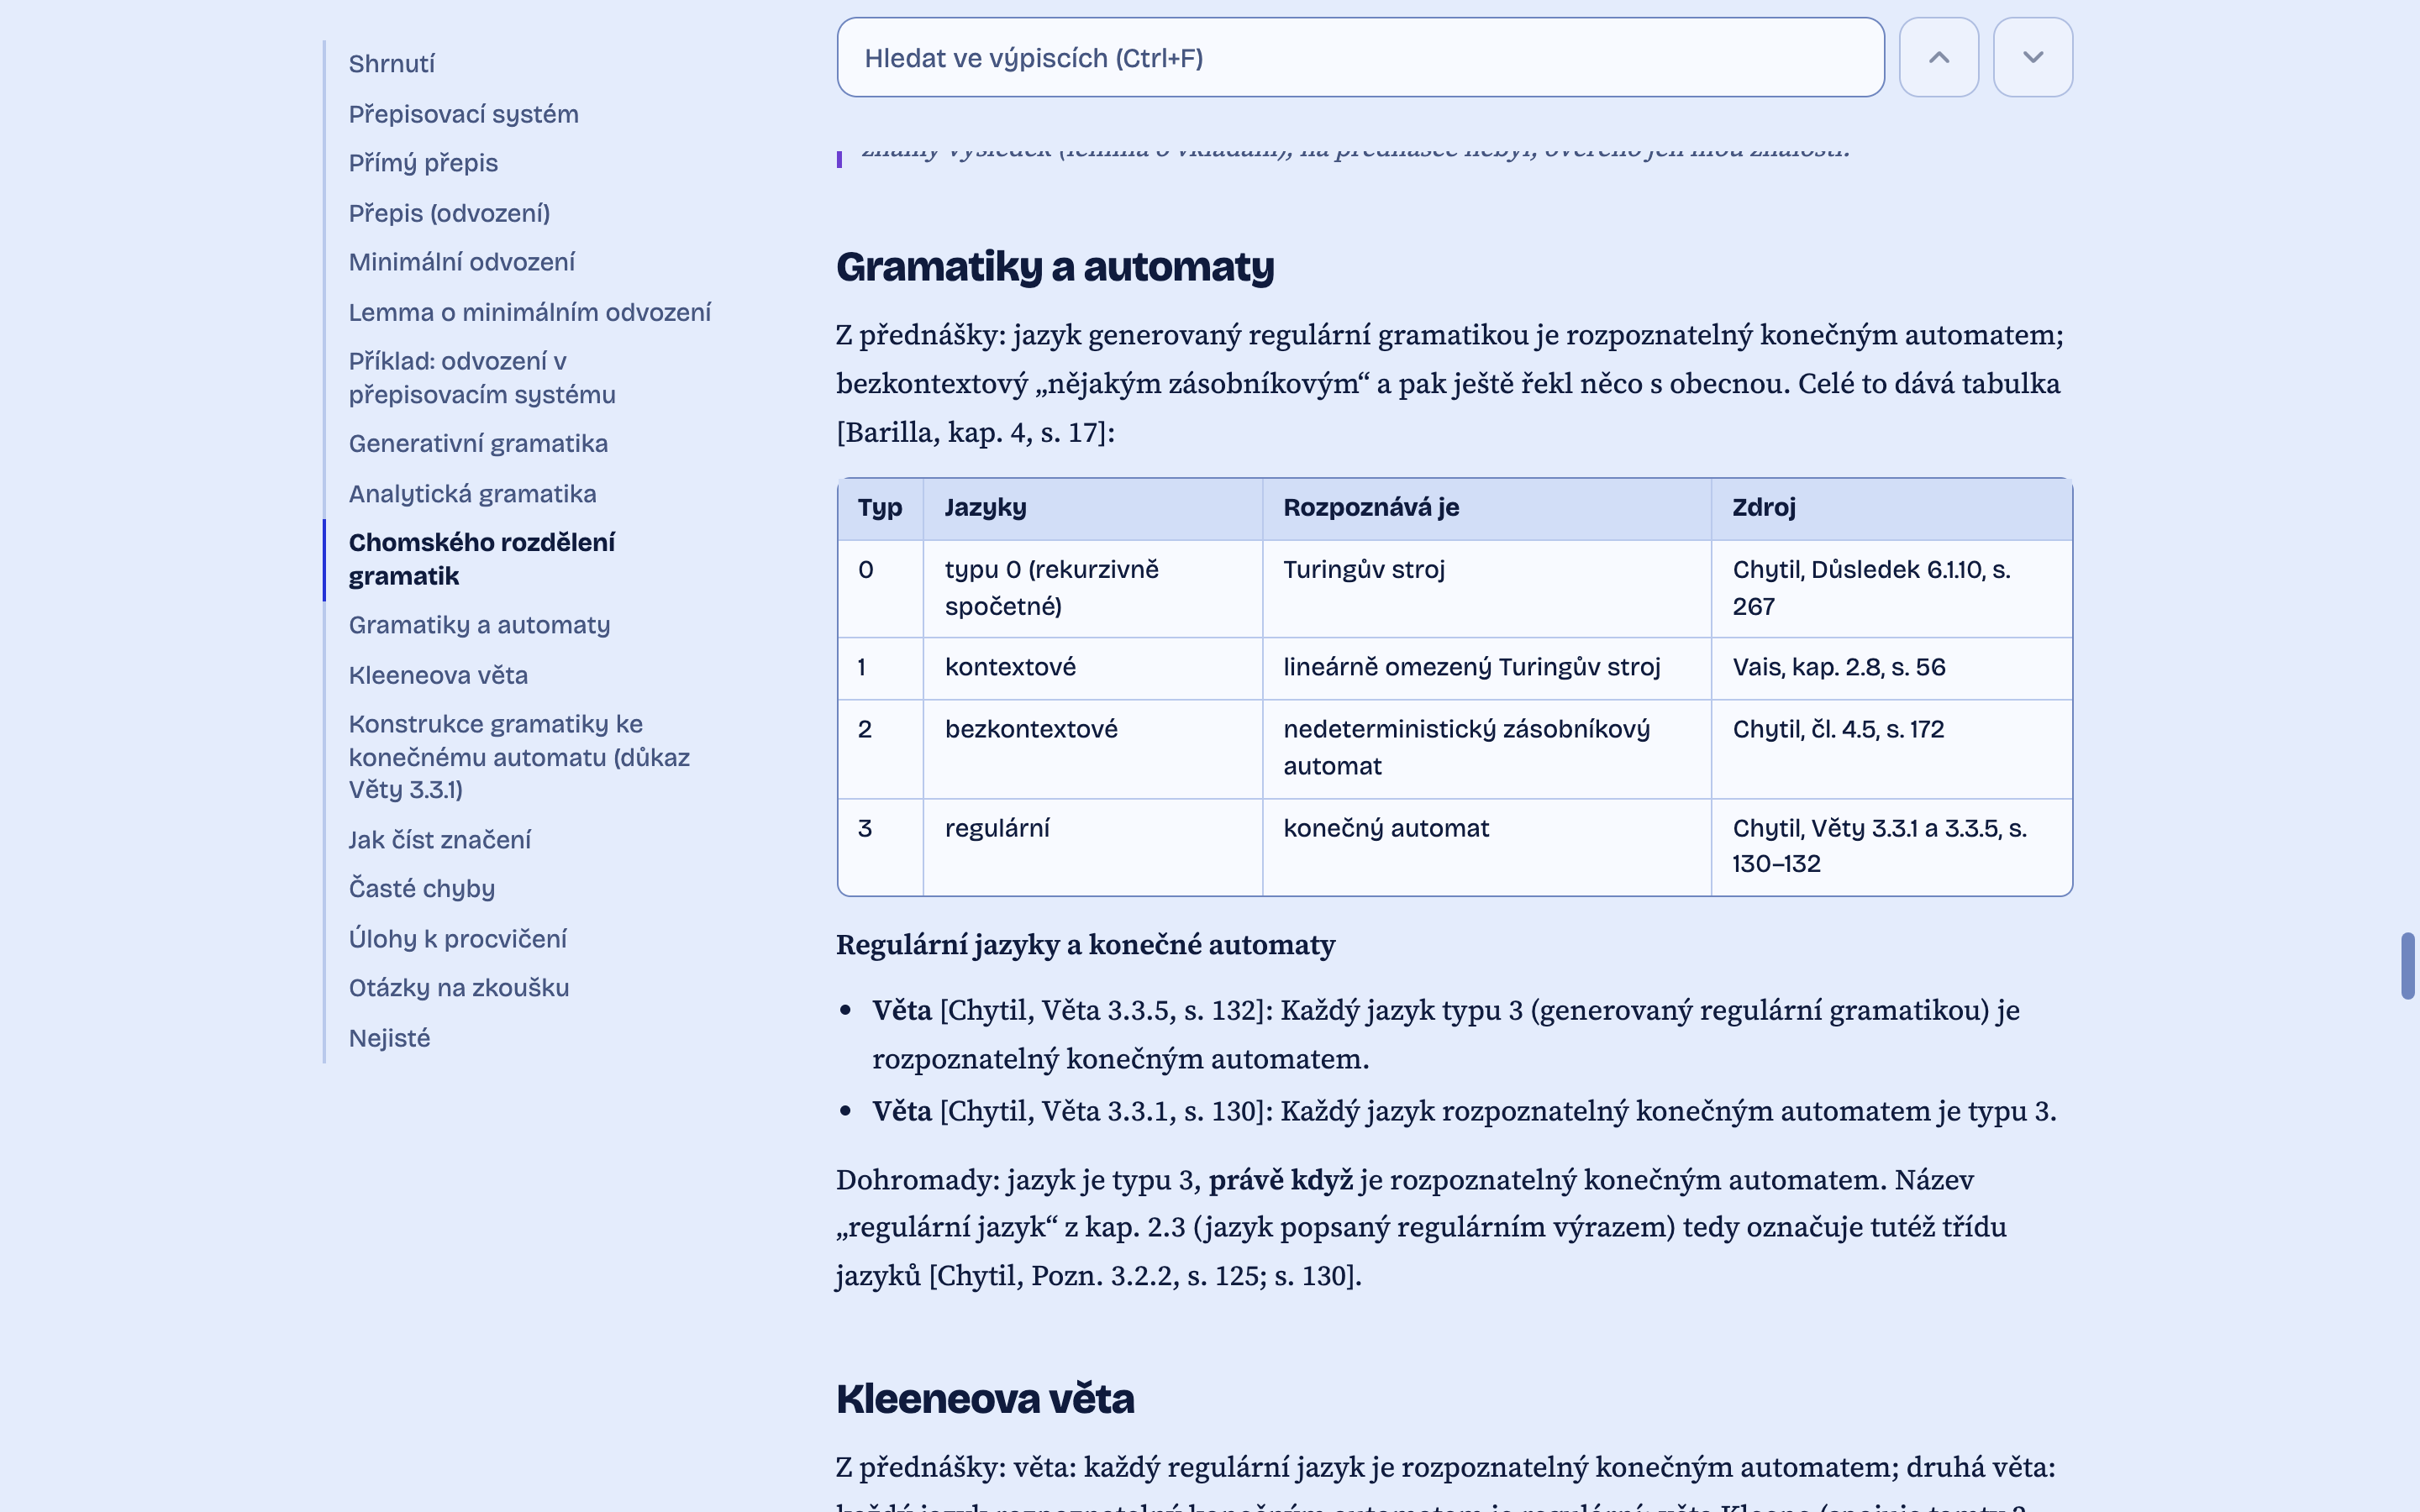 Shrnutí
Přepisovací systém
Přímý přepis
Přepis (odvození)
Minimální odvození
Lemma o minimálním odvození
Příklad: odvození v
přepisovacím systému
Generativní gramatika
Analytická gramatika
Chomského rozdělení
gramatik
Gramatiky a automaty
Kleeneova věta
Konstrukce gramatiky ke
konečnému automatu (důkaz
Věty 3.3.1)
Jak číst značení
Časté chyby
Úlohy k procvičení
Otázky na zkoušku
Nejisté
Hledat ve výpiscích (Ctrl+F)
známý výsledek (lemma o vkládání), na přednášce nebyl, ověřeno jen mou znalostí.
Gramatiky a automaty
Z přednášky: jazyk generovaný regulární gramatikou je rozpoznatelný konečným automatem;
bezkontextový „nějakým zásobníkovým“ a pak ještě řekl něco s obecnou. Celé to dává tabulka
[Barilla, kap. 4, s. 17]:
Typ Jazyky Rozpoznává je Zdroj
0 typu 0 (rekurzivně Turingův stroj Chytil, Důsledek 6.1.10, s.
spočetné) 267
1 kontextové lineárně omezený Turingův stroj Vais, kap. 2.8, s. 56
2 bezkontextové nedeterministický zásobníkový Chytil, čl. 4.5, s. 172
automat
3 regulární konečný automat Chytil, Věty 3.3.1 a 3.3.5, s.
130–132
Regulární jazyky a konečné automaty
• Věta [Chytil, Věta 3.3.5, s. 132]: Každý jazyk typu 3 (generovaný regulární gramatikou) je
rozpoznatelný konečným automatem.
• Věta [Chytil, Věta 3.3.1, s. 130]: Každý jazyk rozpoznatelný konečným automatem je typu 3.
Dohromady: jazyk je typu 3, právě když je rozpoznatelný konečným automatem. Název
„regulární jazyk“ z kap. 2.3 (jazyk popsaný regulárním výrazem) tedy označuje tutéž třídu
jazyků [Chytil, Pozn. 3.2.2, s. 125; s. 130].
Kleeneova věta
Z přednášky: věta: každý regulární jazyk je rozpoznatelný konečným automatem; druhá věta: